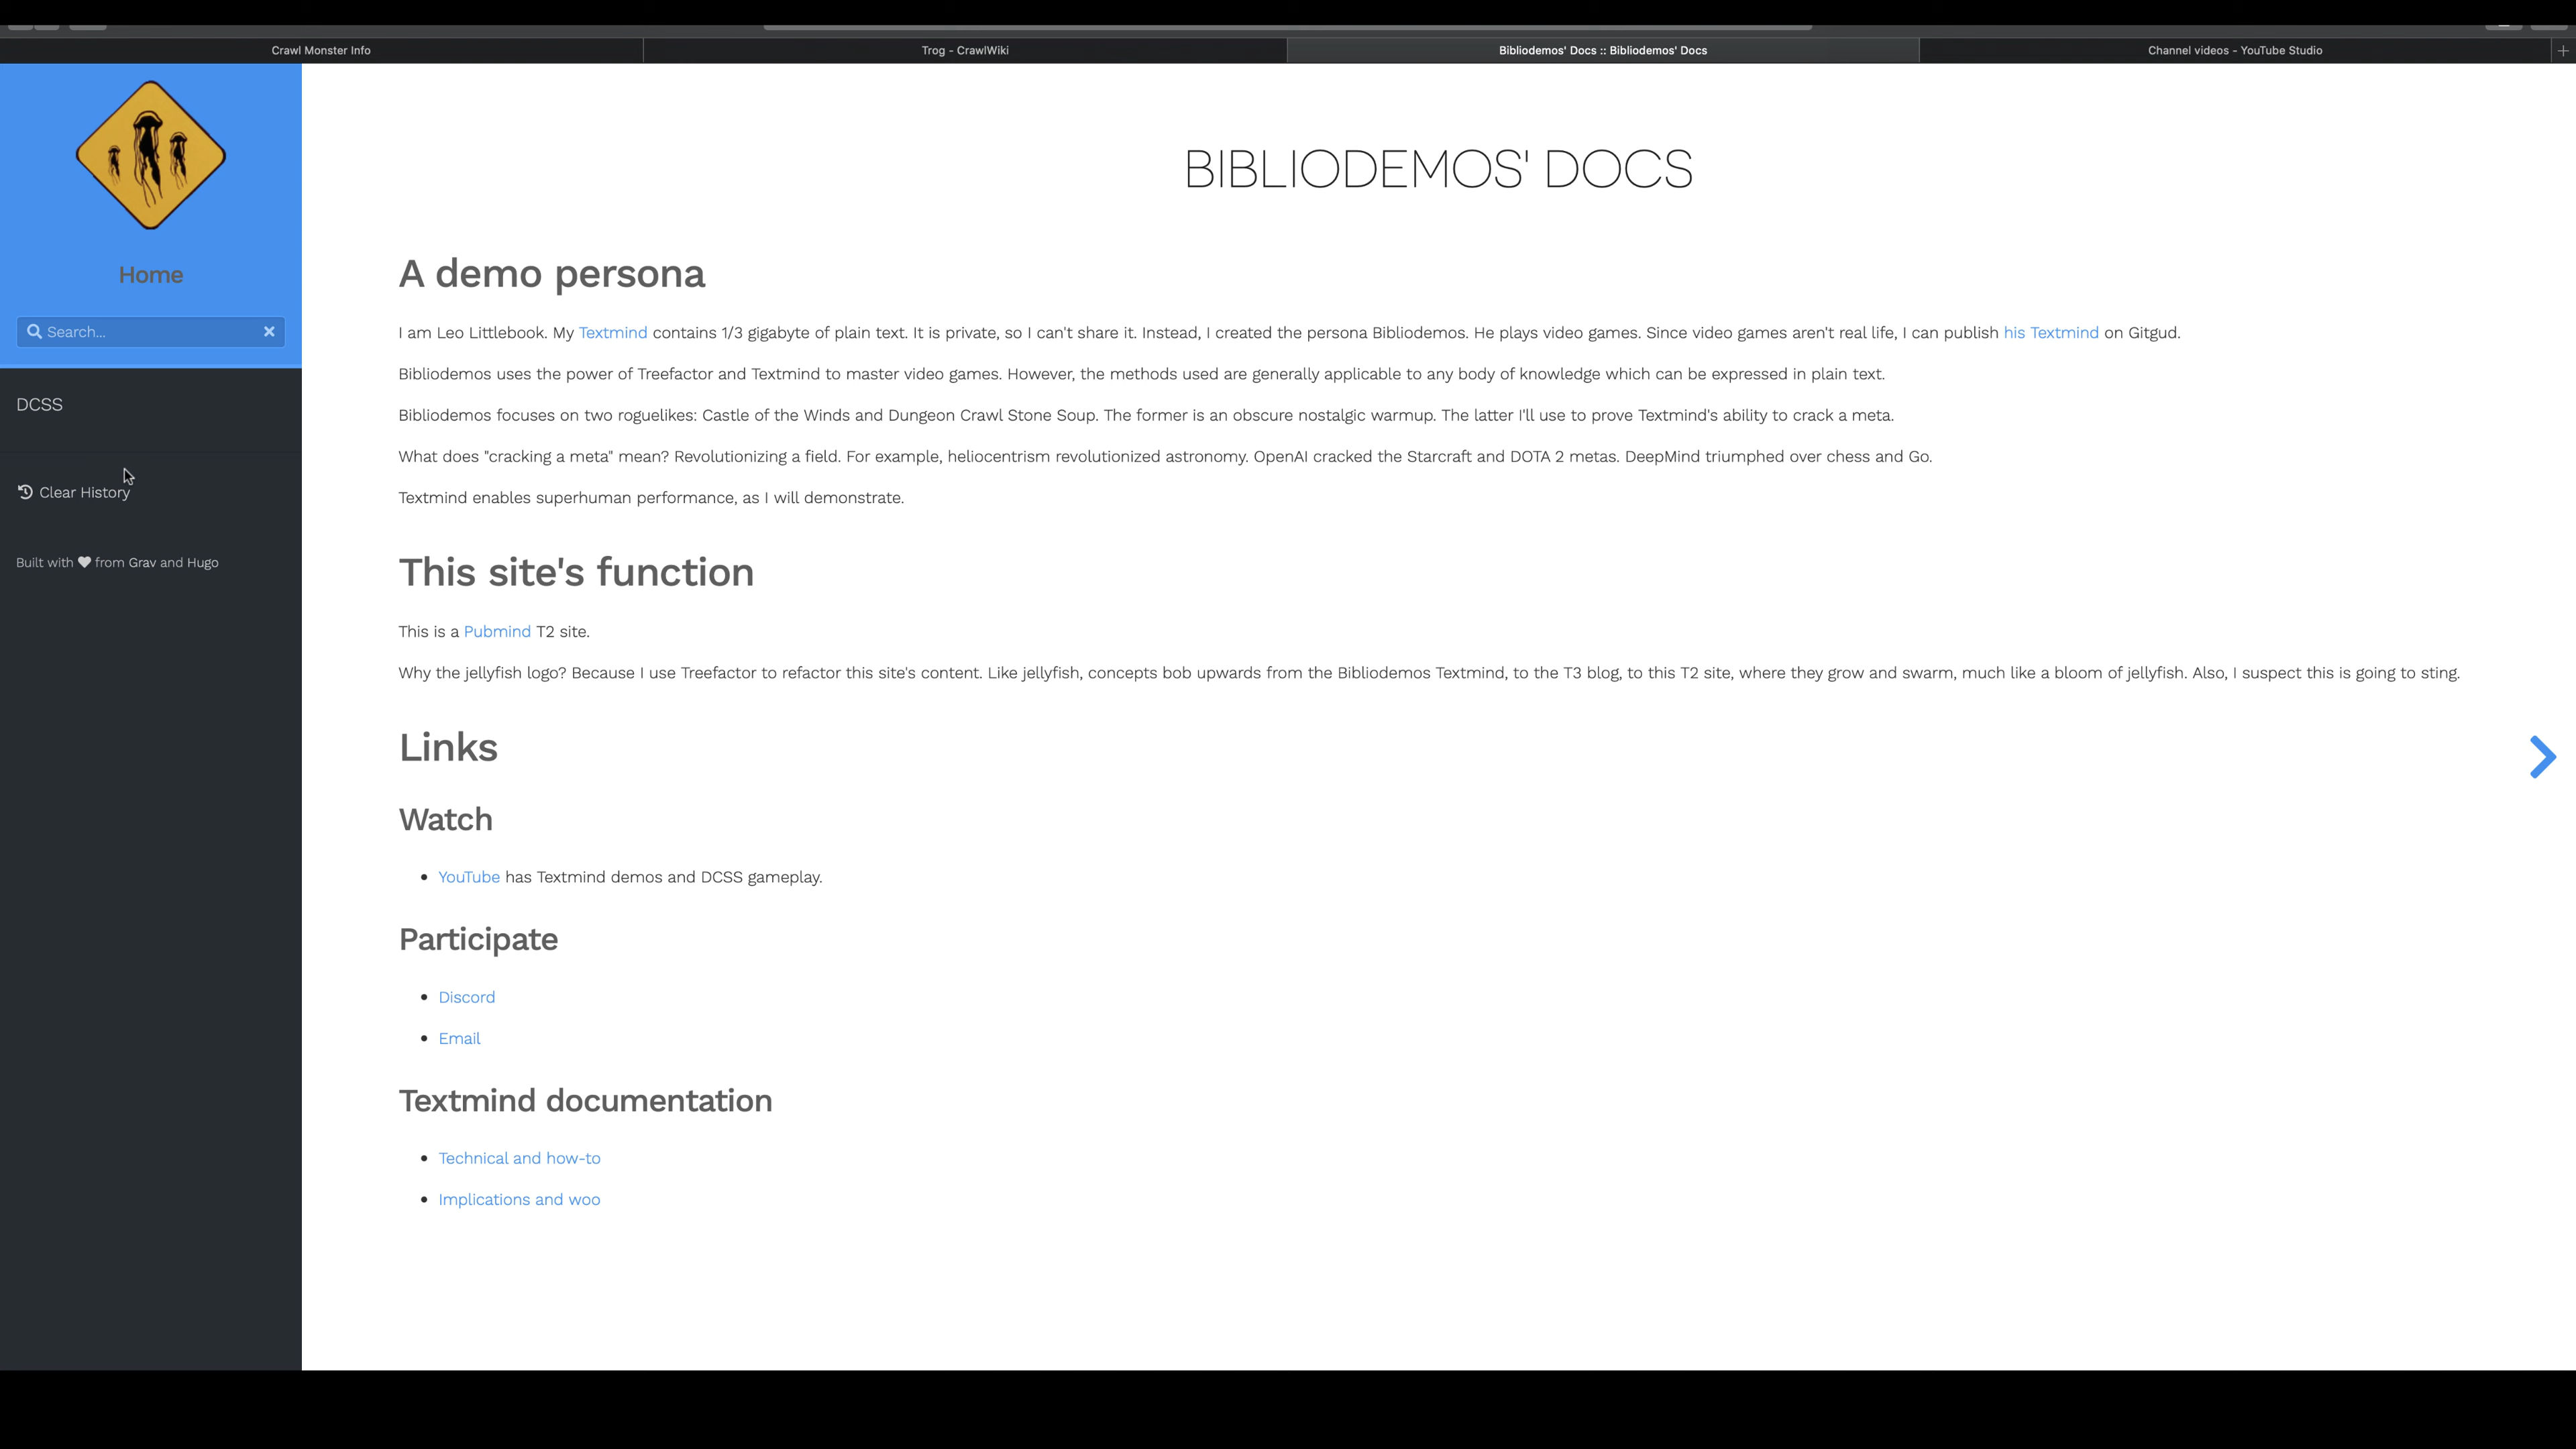 Crawl Monster Info
Trog - CrawlWiki
Bibliodemos' Docs :: Bibliodemos' Docs
Channel videos - YouTube Studio
Home
Search...
DCSS
Clear History
Built with from Grav and Hugo
BIBLIODEMOS' DOCS
A demo persona
I am Leo Littlebook. My Textmind contains 1/3 gigabyte of plain text. It is private, so I can't share it. Instead, I created the persona Bibliodemos. He plays video games. Since video games aren't real life, I can publish his Textmind on Gitgud.
Bibliodemos uses the power of Treefactor and Textmind to master video games. However, the methods used are generally applicable to any body of knowledge which can be expressed in plain text.
Bibliodemos focuses on two roguelikes: Castle of the Winds and Dungeon Crawl Stone Soup. The former is an obscure nostalgic warmup. The latter I'll use to prove Textmind's ability to crack a meta.
What does "cracking a meta" mean? Revolutionizing a field. For example, heliocentrism revolutionized astronomy. OpenAI cracked the Starcraft and DOTA 2 metas. DeepMind triumphed over chess and Go.
Textmind enables superhuman performance, as I will demonstrate.
This site's function
This is a Pubmind T2 site.
Why the jellyfish logo? Because I use Treefactor to refactor this site's content. Like jellyfish, concepts bob upwards from the Bibliodemos Textmind, to the T3 blog, to this T2 site, where they grow and swarm, much like a bloom of jellyfish. Also, I suspect this is going to sting.
Links
Watch
YouTube has Textmind demos and DCSS gameplay.
Participate
Discord
Email
Textmind documentation
Technical and how-to
Implications and woo